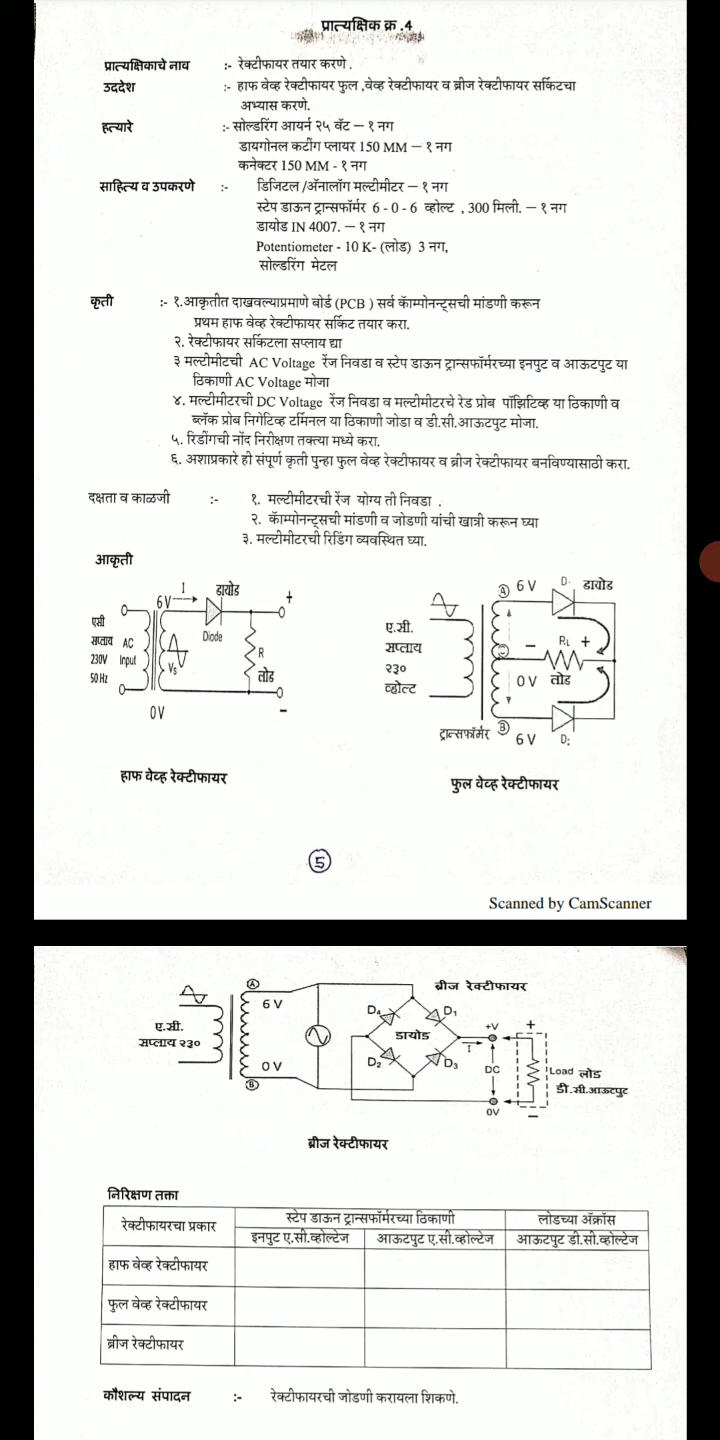 प्रात्यक्षिक क्र .4
प्रात्यक्षिकाचे नाव :- रेक्टीफायर तयार करणे .
उददेश :- हाफ वेव्ह रेक्टीफायर फुल ,वेव्ह रेक्टीफायर व ब्रीज रेक्टीफायर सर्किटचा
अभ्यास करणे.
हत्यारे :- सोल्डरिंग आयर्न २५ वॅट – १ नग
डायगोनल कटींग प्लायर 150 MM – १ नग
कनेक्टर 150 MM - १ नग
साहित्य व उपकरणे :- डिजिटल /ॲनालॉग मल्टीमीटर – १ नग
स्टेप डाऊन ट्रान्सफॉर्मर 6 - 0 - 6 व्होल्ट , 300 मिली. – १ नग
डायोड IN 4007. – १ नग
Potentiometer - 10 K- (लोड) 3 नग,
सोल्डरिंग मेटल
कृती :- १.आकृतीत दाखवल्याप्रमाणे बोर्ड (PCB ) सर्व कॅाम्पोनन्ट्सची मांडणी करून
प्रथम हाफ वेव्ह रेक्टीफायर सर्किट तयार करा.
२. रेक्टीफायर सर्किटला सप्लाय द्या
३ मल्टीमीटची AC Voltage रेंज निवडा व स्टेप डाऊन ट्रान्सफॉर्मरच्या इनपुट व आऊटपुट या
ठिकाणी AC Voltage मोजा
४. मल्टीमीटरची DC Voltage रेंज निवडा व मल्टीमीटरचे रेड प्रोब पॉझिटिव्ह या ठिकाणी व
ब्लॅक प्रोब निगेटिव्ह टर्मिनल या ठिकाणी जोडा व डी.सी.आऊटपुट मोजा.
५. रिडींगची नोंद निरीक्षण तक्त्या मध्ये करा.
६. अशाप्रकारे ही संपूर्ण कृती पुन्हा फुल वेव्ह रेक्टीफायर व ब्रीज रेक्टीफायर बनविण्यासाठी करा.
दक्षता व काळजी :- १. मल्टीमीटरची रेंज योग्य ती निवडा .
२. कॅाम्पोनन्ट्सची मांडणी व जोडणी यांची खात्री करून घ्या
३. मल्टीमीटरची रिडिंग व्यवस्थित घ्या.
आकृती
6V I डायोड +
एसी
सप्लाय AC
230V Input
50 Hz
Vs
Diode
R
लोड
0V
-
हाफ वेव्ह रेक्टीफायर
A 6 V D. डायोड
ए.सी.
सप्लाय
२३०
व्होल्ट
C - RL +
0 V लोड
ट्रान्सफॉर्मर B 6 V D:
फुल वेव्ह रेक्टीफायर
5
Scanned by CamScanner
A ब्रीज रेक्टीफायर
6 V
ए.सी.
सप्लाय २३०
0 V
B
D4 D1
डायोड
D2 D3
I
+V +
DC
Load लोड
डी.सी.आऊटपुट
0V -
ब्रीज रेक्टीफायर
निरिक्षण तक्ता
रेक्टीफायरचा प्रकार स्टेप डाऊन ट्रान्सफॉर्मरच्या ठिकाणी लोडच्या ॲक्रॉस
इनपुट ए.सी.व्होल्टेज आऊटपुट ए.सी.व्होल्टेज आऊटपुट डी.सी.व्होल्टेज
हाफ वेव्ह रेक्टीफायर
फुल वेव्ह रेक्टीफायर
ब्रीज रेक्टीफायर
कौशल्य संपादन :- रेक्टीफायरची जोडणी करायला शिकणे.